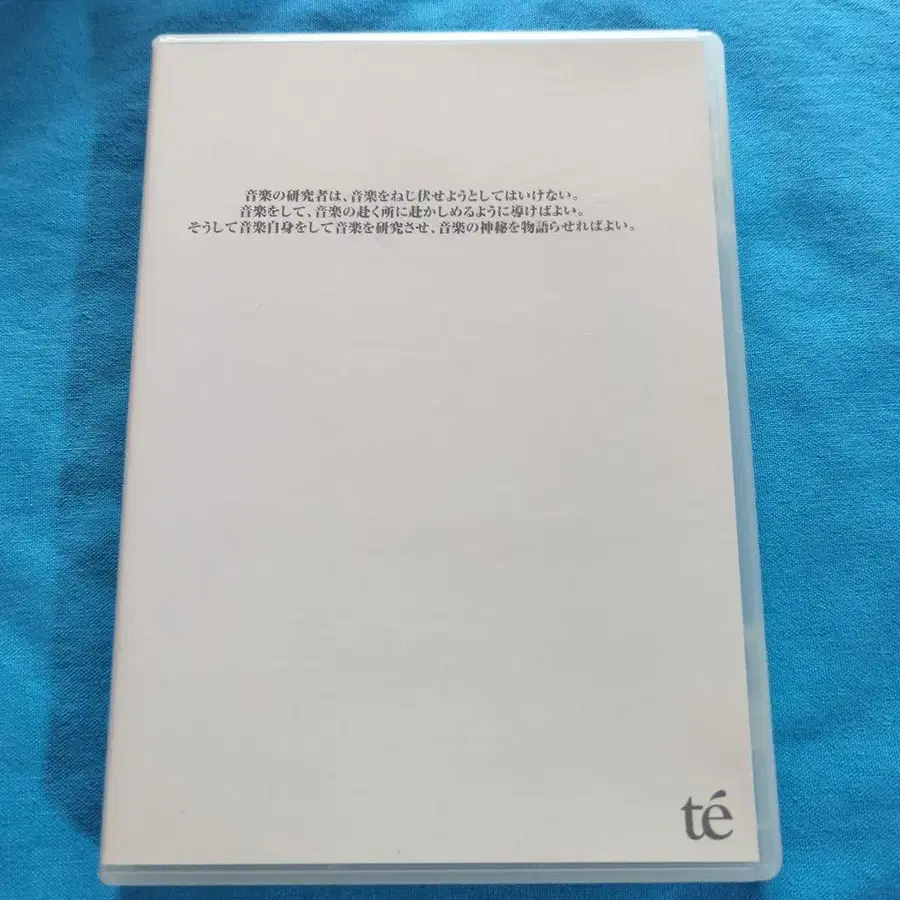 音楽の研究者は、音楽をねじ伏せようとしてはいけない。
音楽をして、音楽の赴く所に赴かしめるように導けばよい。
そうして音楽自身をして音楽を研究させ、音楽の神秘を物語らせればよい。
té